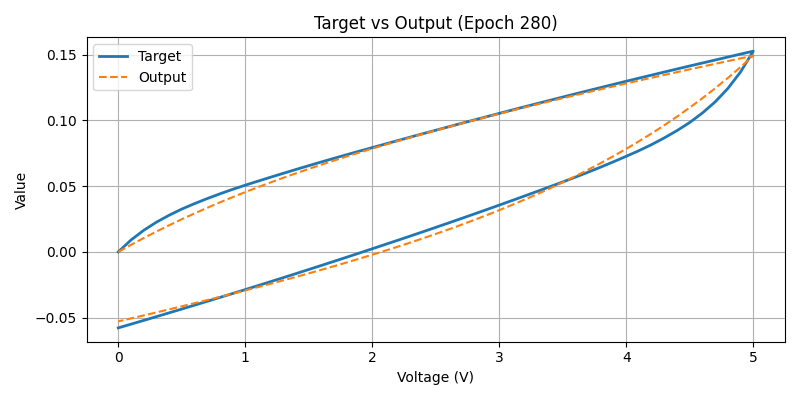 Target vs Output (Epoch 280)
Target
Output
Value
0.15
0.10
0.05
0.00
−0.05
0
1
2
3
4
5
Voltage (V)